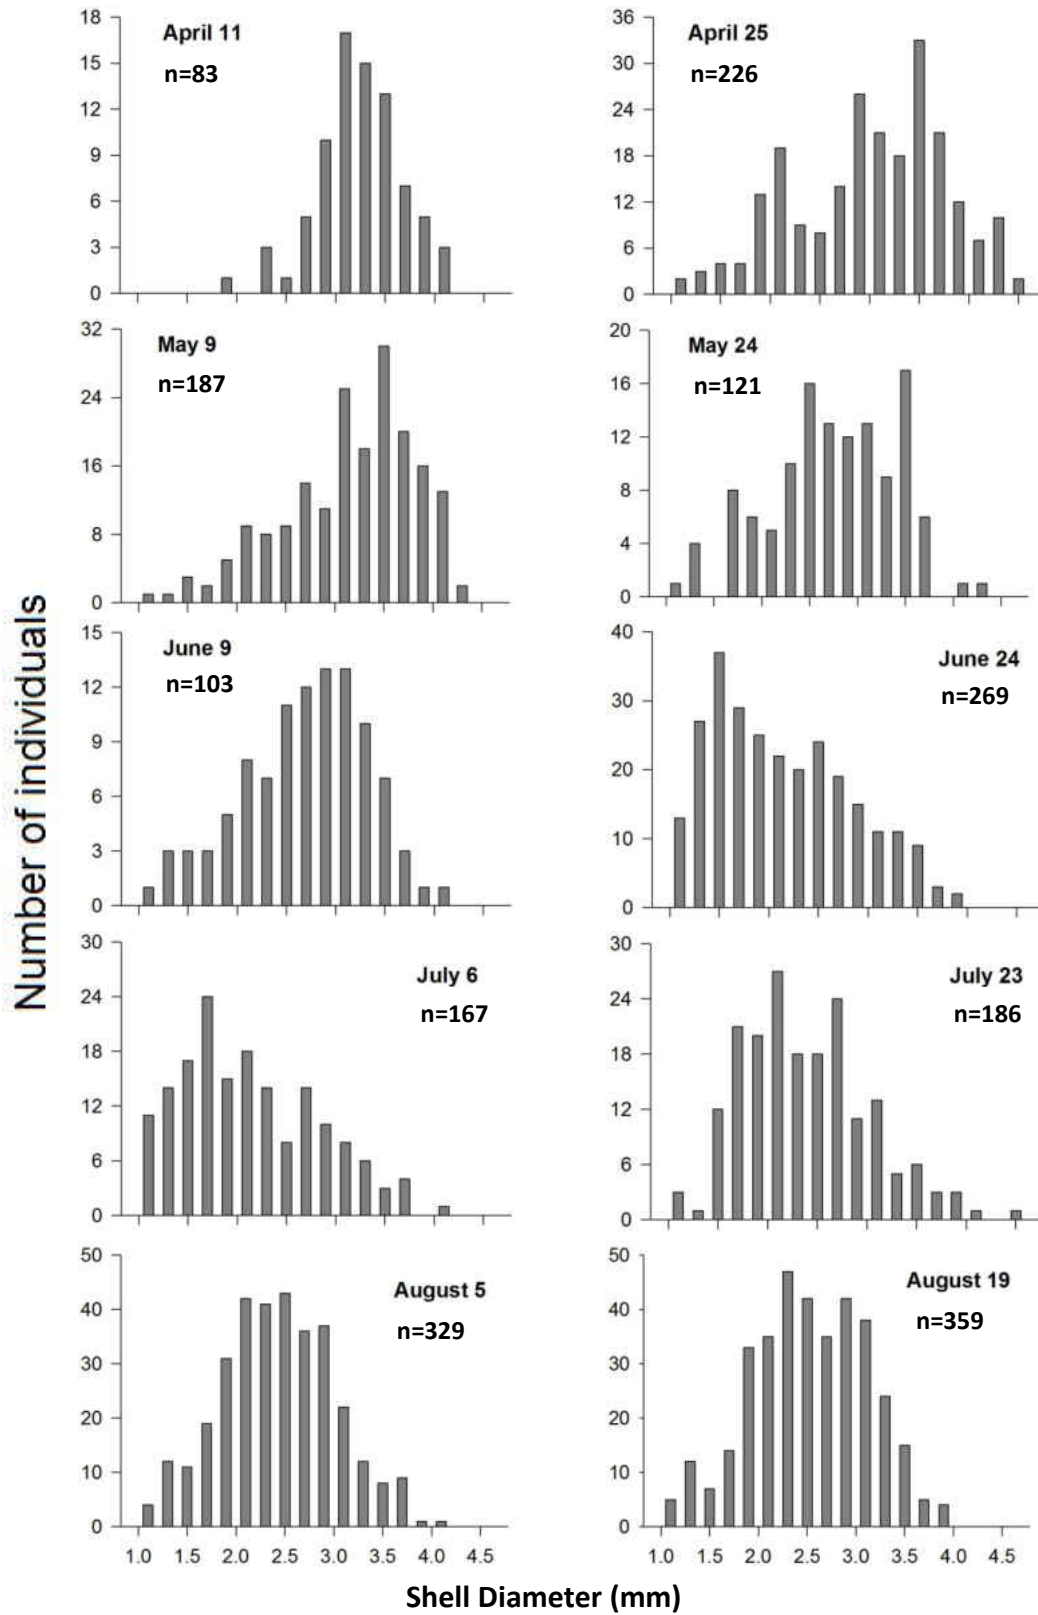 Number of individuals
April 11
n=83
18
15
12
9
6
3
0
April 25
n=226
36
30
24
18
12
6
0
May 9
n=187
32
24
16
8
0
May 24
n=121
20
16
12
8
4
0
June 9
n=103
15
12
9
6
3
0
June 24
n=269
40
30
20
10
0
July 6
n=167
30
24
18
12
6
0
July 23
n=186
30
24
18
12
6
0
August 5
n=329
50
40
30
20
10
0
1.0 1.5 2.0 2.5 3.0 3.5 4.0 4.5
August 19
n=359
50
40
30
20
10
0
1.0 1.5 2.0 2.5 3.0 3.5 4.0 4.5
Shell Diameter (mm)